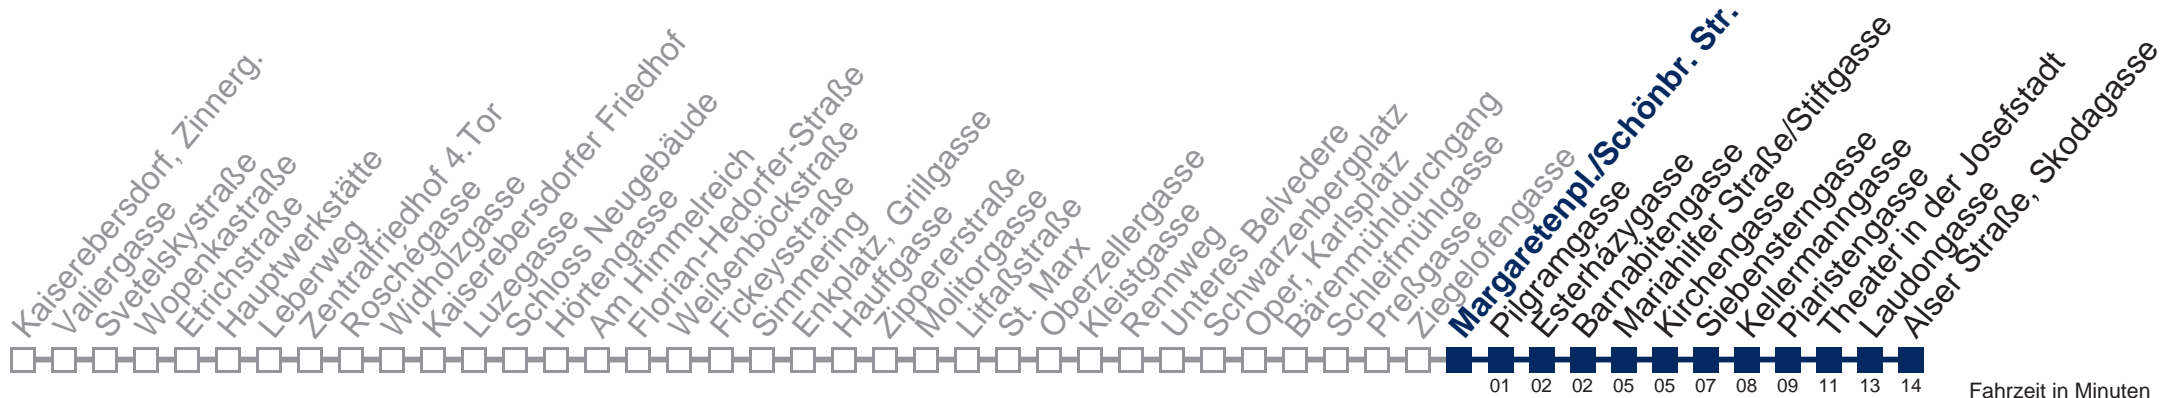 Kaiserebersdorf, Zinnerg.
Valiergasse
Svetelskystraße
Wopenkastraße
Etrichstraße
Hauptwerkstätte
Leberweg
Zentralfriedhof 4.Tor
Roschégasse
Widholzgasse
Kaiserebersdorfer Friedhof
Luzegasse
Schloss Neugebäude
Hörtengasse
Am Himmelreich
Florian-Hedorfer-Straße
Weißenböckstraße
Fickeysstraße
Simmering
Enkplatz, Grillgasse
Hauffgasse
Zippererstraße
Molitorgasse
Litfaßstraße
St. Marx
Oberzellergasse
Kleistgasse
Rennweg
Unteres Belvedere
Schwarzenbergplatz
Oper, Karlsplatz
Bärenmühldurchgang
Schleifmühlgasse
Preßgasse
Ziegelofengasse
Margaretenpl./Schönbr. Str.
Pilgramgasse
Esterházygasse
Barnabitengasse
Mariahilfer Straße/Stiftgasse
Kirchengasse
Siebensterngasse
Kellermanngasse
Piaristengasse
Theater in der Josefstadt
Laudongasse
Alser Straße, Skodagasse
01 02 02 05 05 07 08 09 11 13 14
Fahrzeit in Minuten